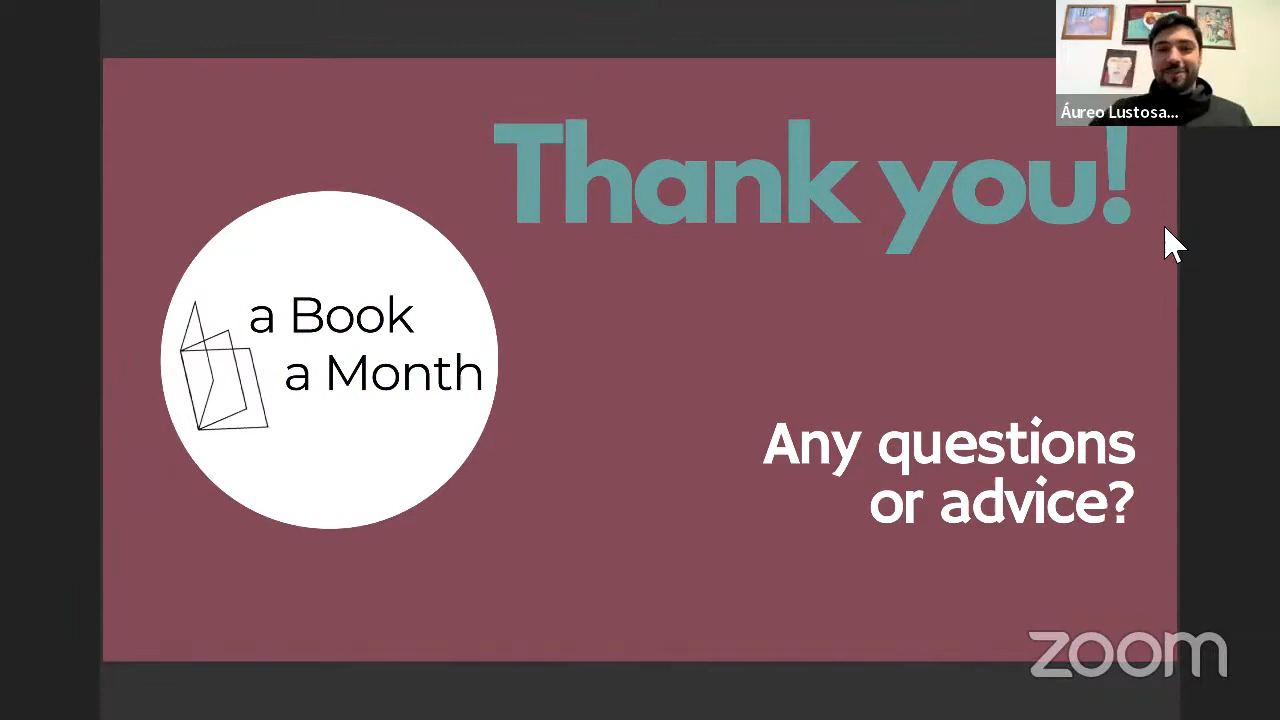 Áureo Lustosa...
Thank you!
a Book
a Month
Any questions
or advice?
zoom